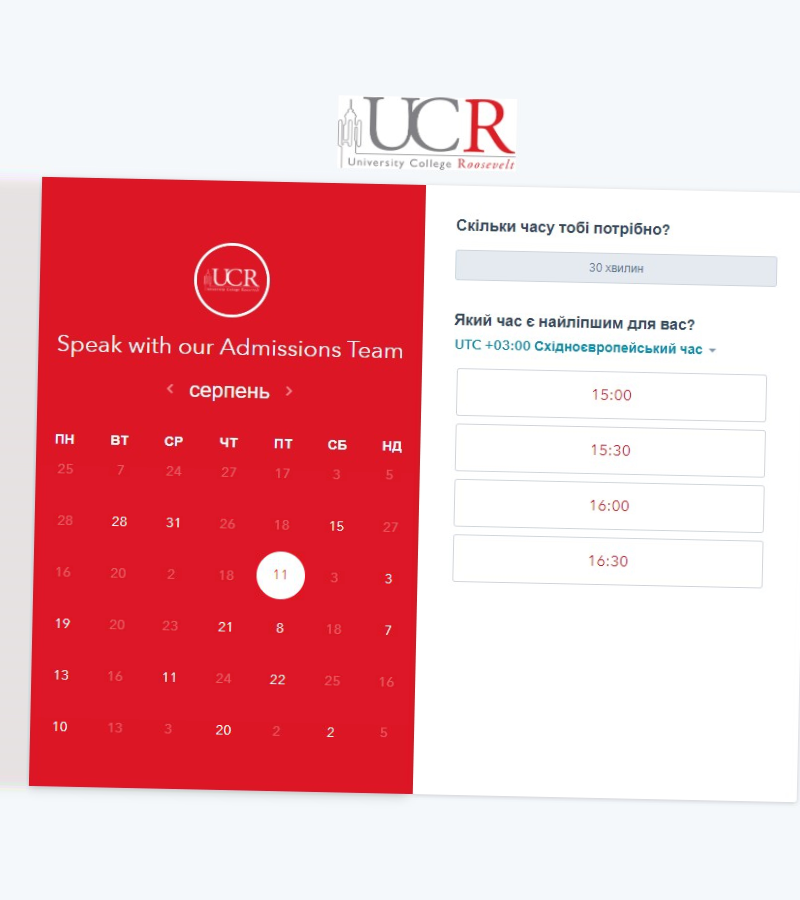 UCR
University College Roosevelt
UCR
Speak with our Admissions Team
серпень
ПН ВТ СР ЧТ ПТ СБ НД
25 7 24 27 17 3 5
28 28 31 26 18 15 27
16 20 2 18 11 3 3
19 20 23 21 8 18 7
13 16 11 24 22 25 16
10 13 3 20 2 2 5
Скільки часу тобі потрібно?
30 хвилин
Який час є найліпшим для вас?
UTC +03:00 Східноєвропейський час
15:00
15:30
16:00
16:30